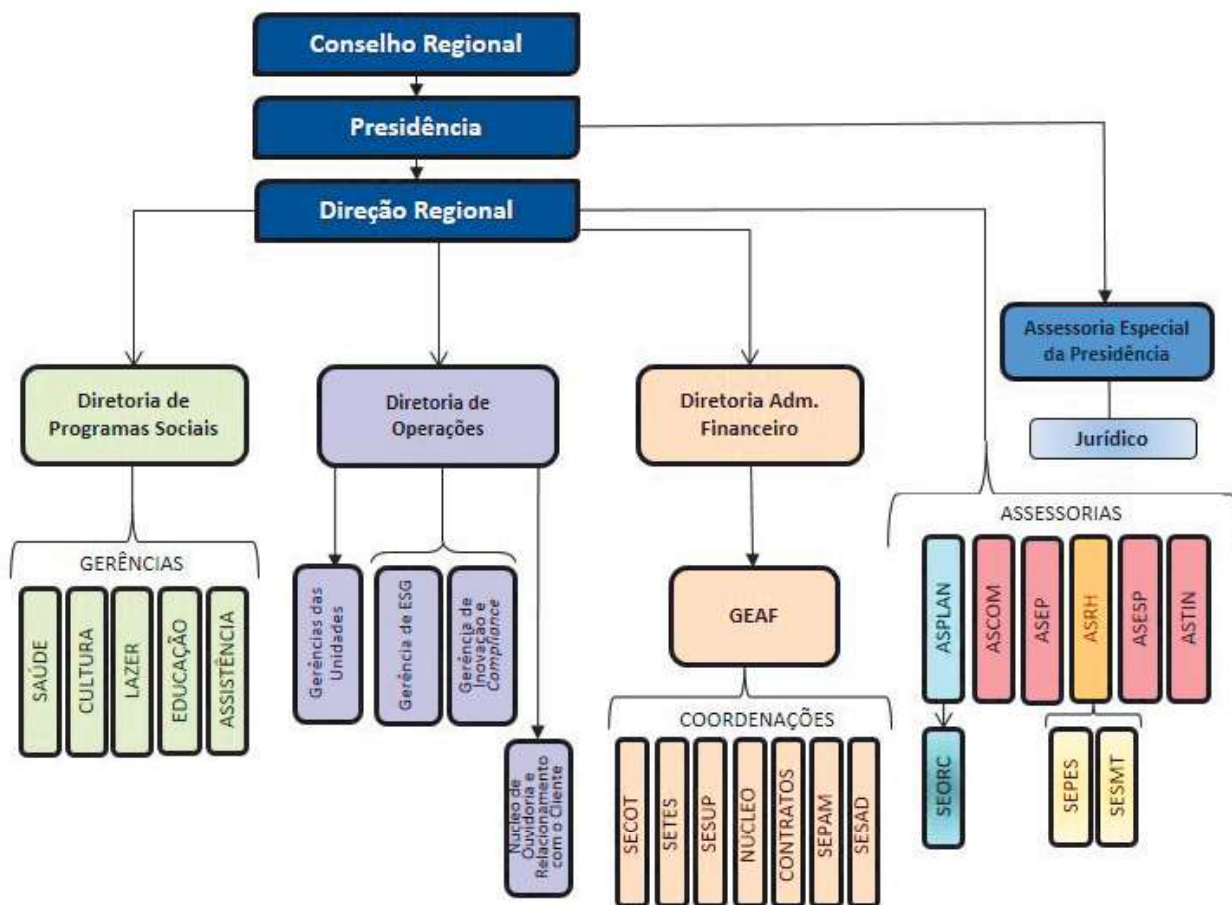 Conselho Regional
Presidência
Direção Regional
Assessoria Especial
da Presidência
Jurídico
Diretoria de
Programas Sociais
Diretoria de
Operações
Diretoria Adm.
Financeiro
GERÊNCIAS
SAÚDE
CULTURA
LAZER
EDUCAÇÃO
ASSISTÊNCIA
Gerências das
Unidades
Gerência de ESG
Gerência de
Inovação e
Compliance
Núcleo de
Ouvidoria e
Relacionamento
com o Cliente
GEAF
COORDENAÇÕES
SECOT
SETES
SESUP
NÚCLEO
CONTRATOS
SEPAM
SESAD
ASSESSORIAS
ASPLAN
ASCOM
ASEP
ASRH
ASESP
ASTIN
SEORC
SEPES
SESMT